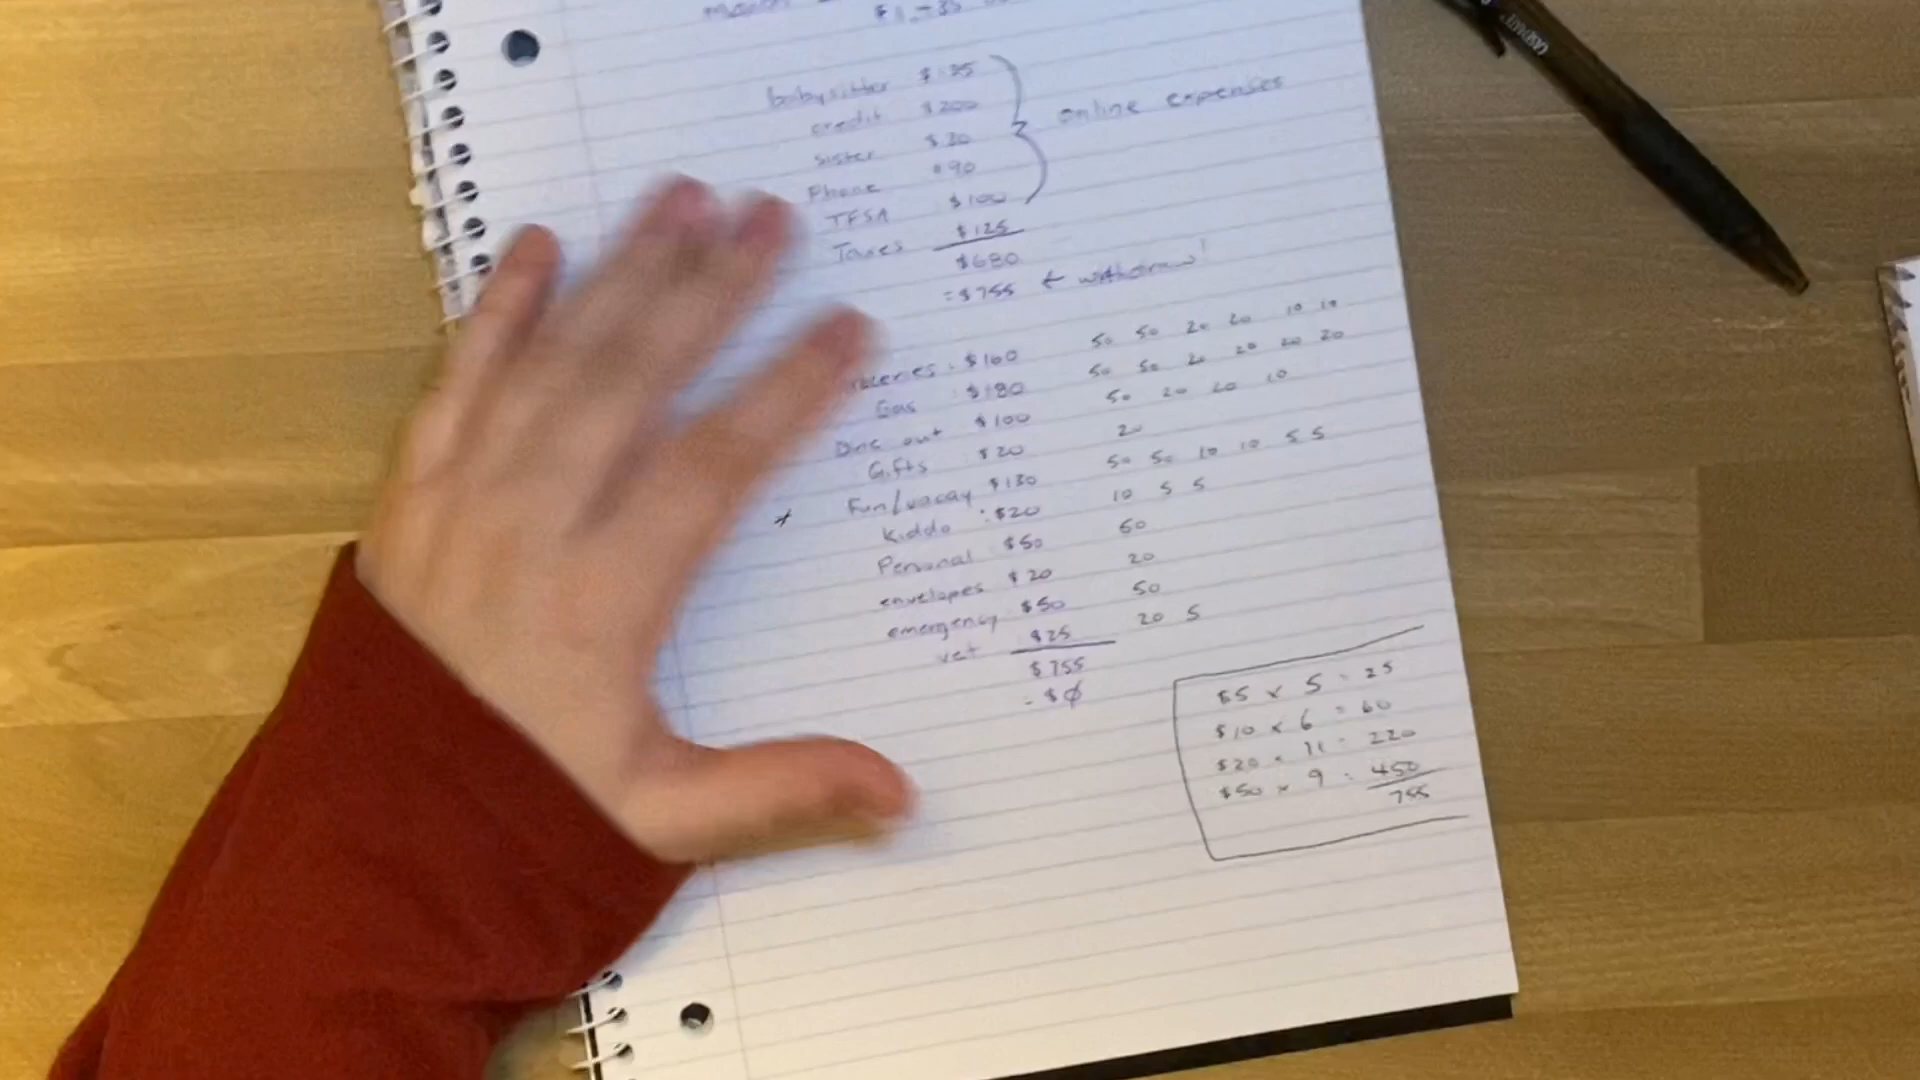 babysitter $135
credit $200
sister $30
Phone $90
TFSA $100
Taxes $125
$680
= $755 ← withdraw!
online expenses
ceries : $160 50 50 20 20 10 10
Gas : $180 50 50 20 20 20 20
Dine out $100 50 20 20 10
Gifts $20 20
Fun/vacay $130 50 50 10 10 5 5
Kiddo : $20 10 5 5
Personal $50 50
envelopes $20 20
emergency $50 50
vet $25 20 5
$755
- $0
$5 x 5 = 25
$10 x 6 = 60
$20 x 11 = 220
$50 x 9 = 450
755